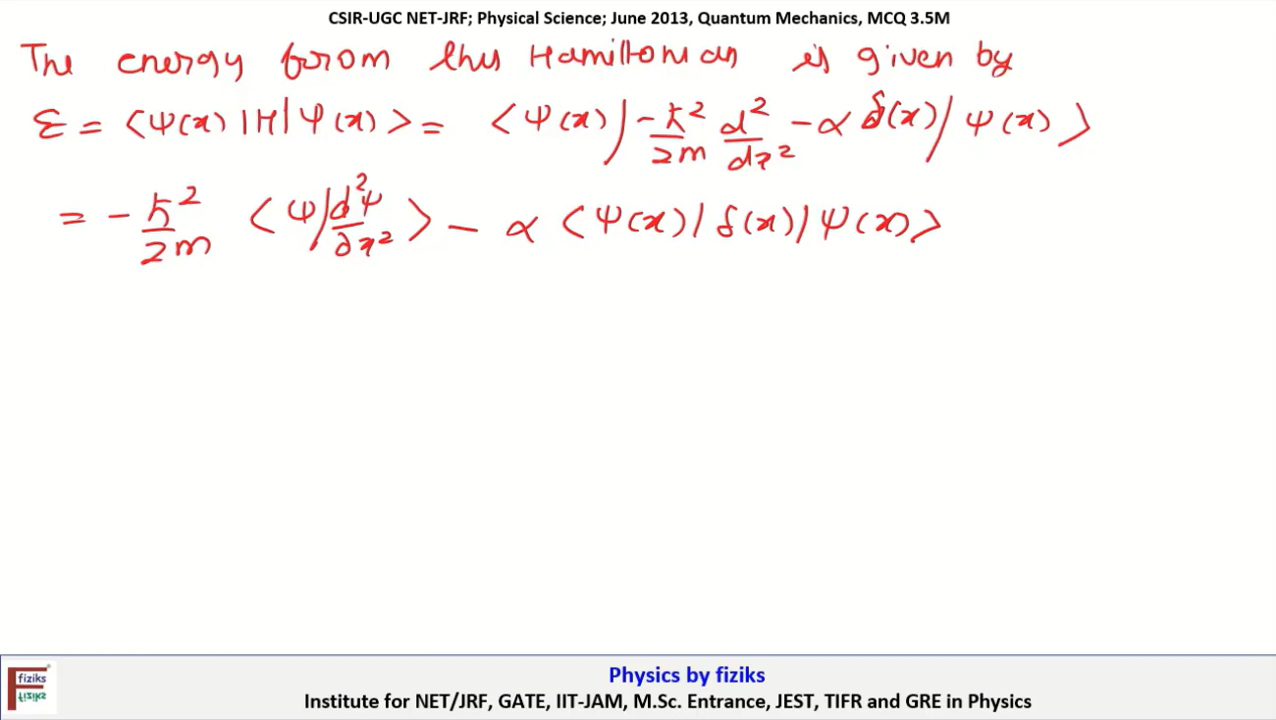 CSIR-UGC NET-JRF; Physical Science; June 2013, Quantum Mechanics, MCQ 3.5M
The energy forom this Hamiltonian is given by
ε = ⟨Ψ(x)|H|Ψ(x)⟩ = ⟨Ψ(x)|-ℏ²/2m d²/dx² - α δ(x)|Ψ(x)⟩
= - ℏ²/2m ⟨Ψ|d²Ψ/dx²⟩ - α ⟨Ψ(x)|δ(x)|Ψ(x)⟩
fiziks
Physics by fiziks
Institute for NET/JRF, GATE, IIT-JAM, M.Sc. Entrance, JEST, TIFR and GRE in Physics